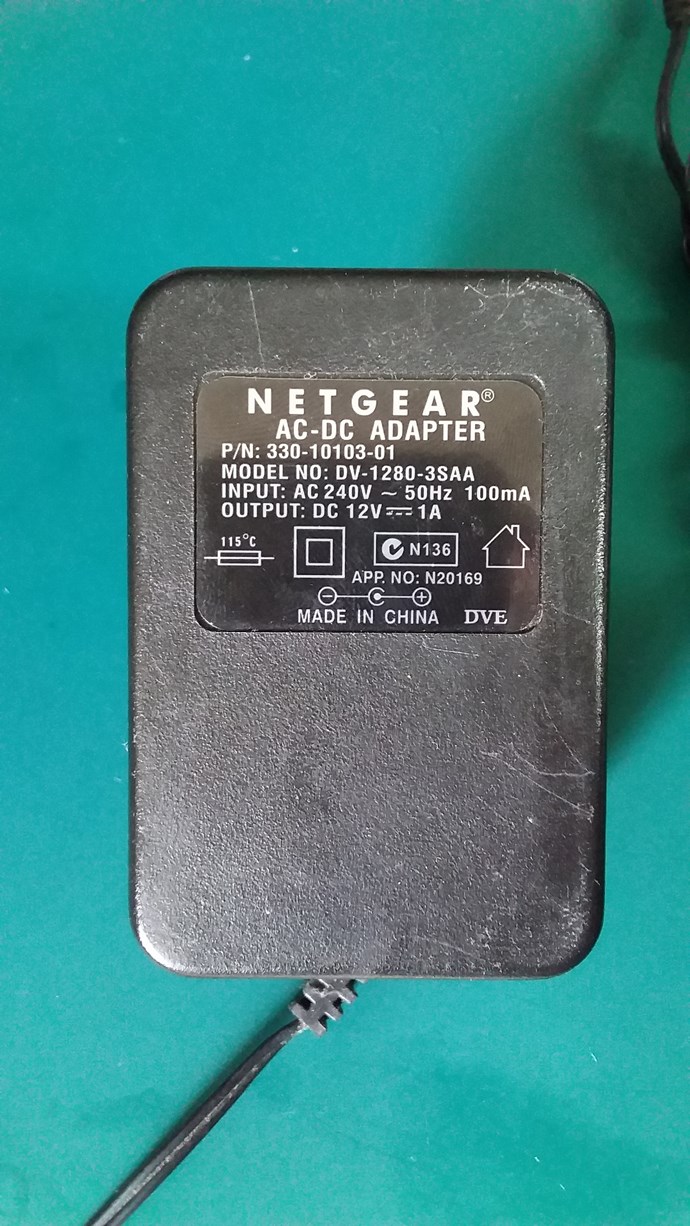 NETGEAR®
AC-DC ADAPTER
P/N: 330-10103-01
MODEL NO: DV-1280-3SAA
INPUT: AC 240V ~ 50Hz 100mA
OUTPUT: DC 12V ⎓ 1A
115°C
N136
APP. NO: N20169
MADE IN CHINA DVE